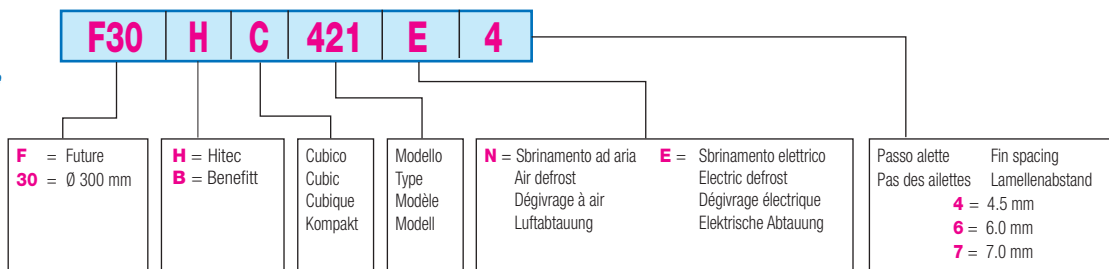 F30 H C 421 E 4
F = Future
30 = Ø 300 mm
H = Hitec
B = Benefitt
Cubico
Cubic
Cubique
Kompakt
Modello
Type
Modèle
Modell
N = Sbrinamento ad aria
Air defrost
Dégivrage à air
Luftabtauung
E = Sbrinamento elettrico
Electric defrost
Dégivrage électrique
Elektrische Abtauung
Passo alette Fin spacing
Pas des ailettes Lamellenabstand
4 = 4.5 mm
6 = 6.0 mm
7 = 7.0 mm